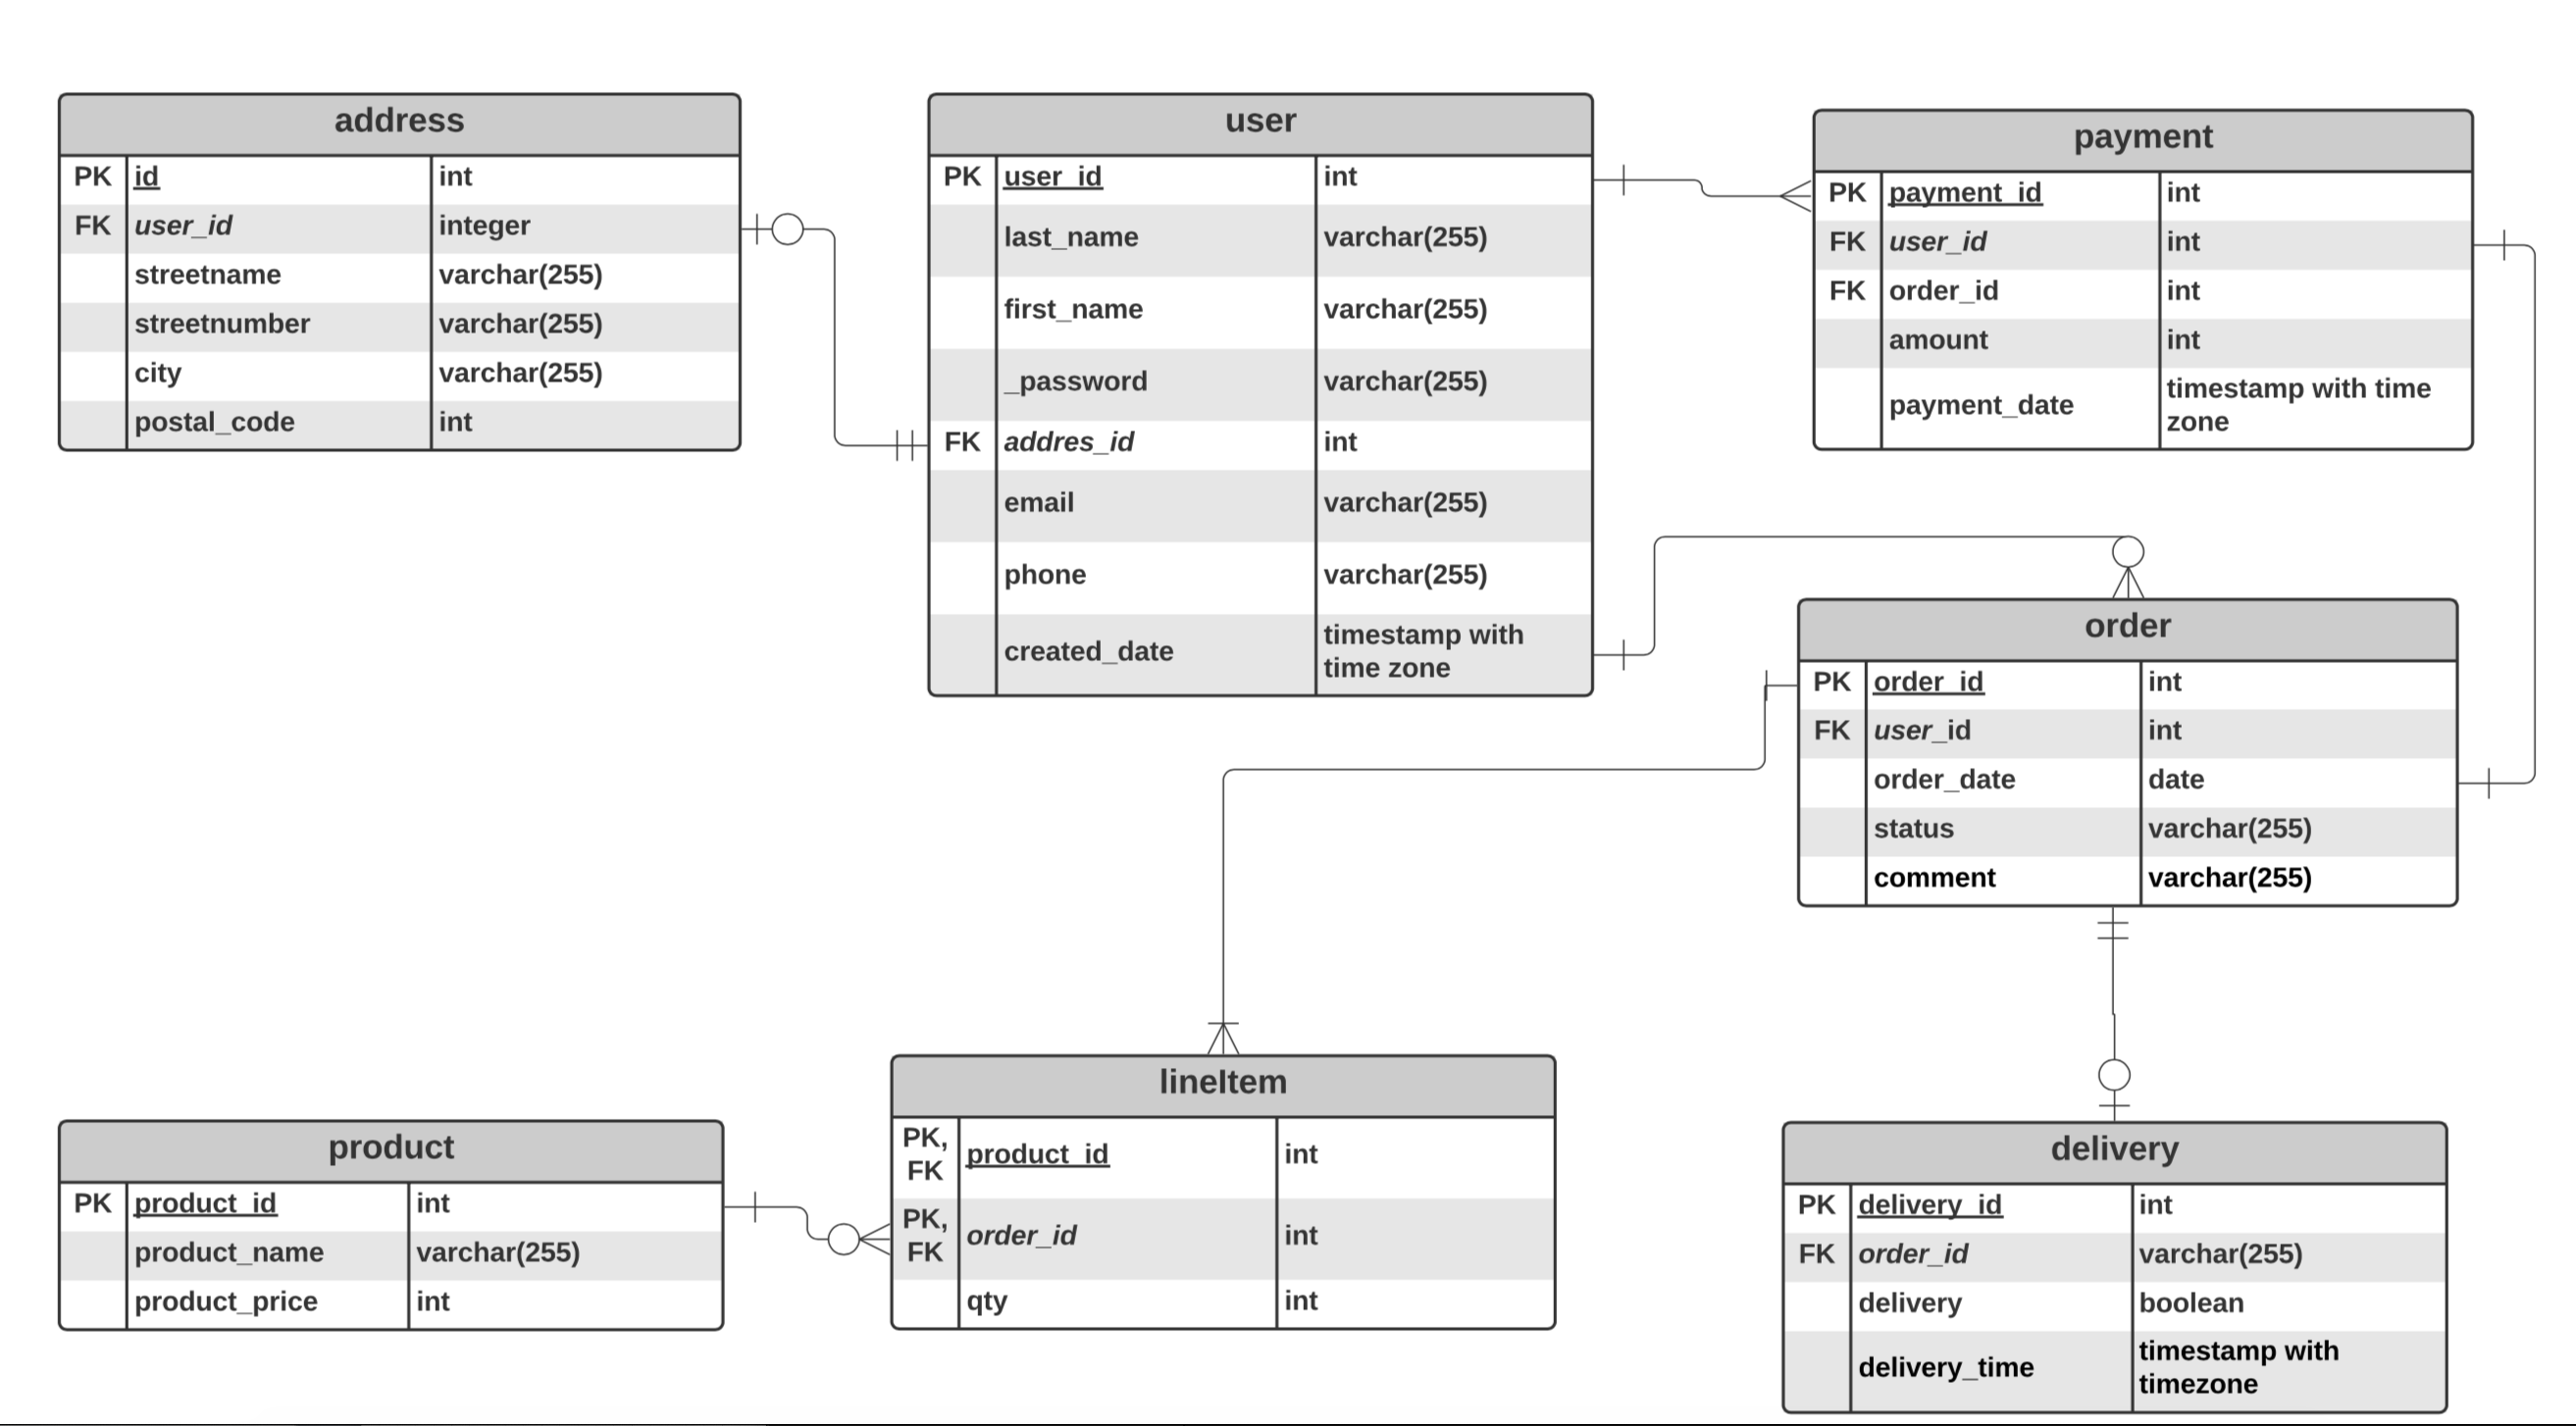 address
PK id int
FK user_id integer
streetname varchar(255)
streetnumber varchar(255)
city varchar(255)
postal_code int
user
PK user_id int
last_name varchar(255)
first_name varchar(255)
_password varchar(255)
FK addres_id int
email varchar(255)
phone varchar(255)
created_date timestamp with
time zone
payment
PK payment_id int
FK user_id int
FK order_id int
amount int
payment_date timestamp with time
zone
order
PK order_id int
FK user_id int
order_date date
status varchar(255)
comment varchar(255)
product
PK product_id int
product_name varchar(255)
product_price int
lineItem
PK,
FK product_id int
PK,
FK order_id int
qty int
delivery
PK delivery_id int
FK order_id varchar(255)
delivery boolean
delivery_time timestamp with
timezone